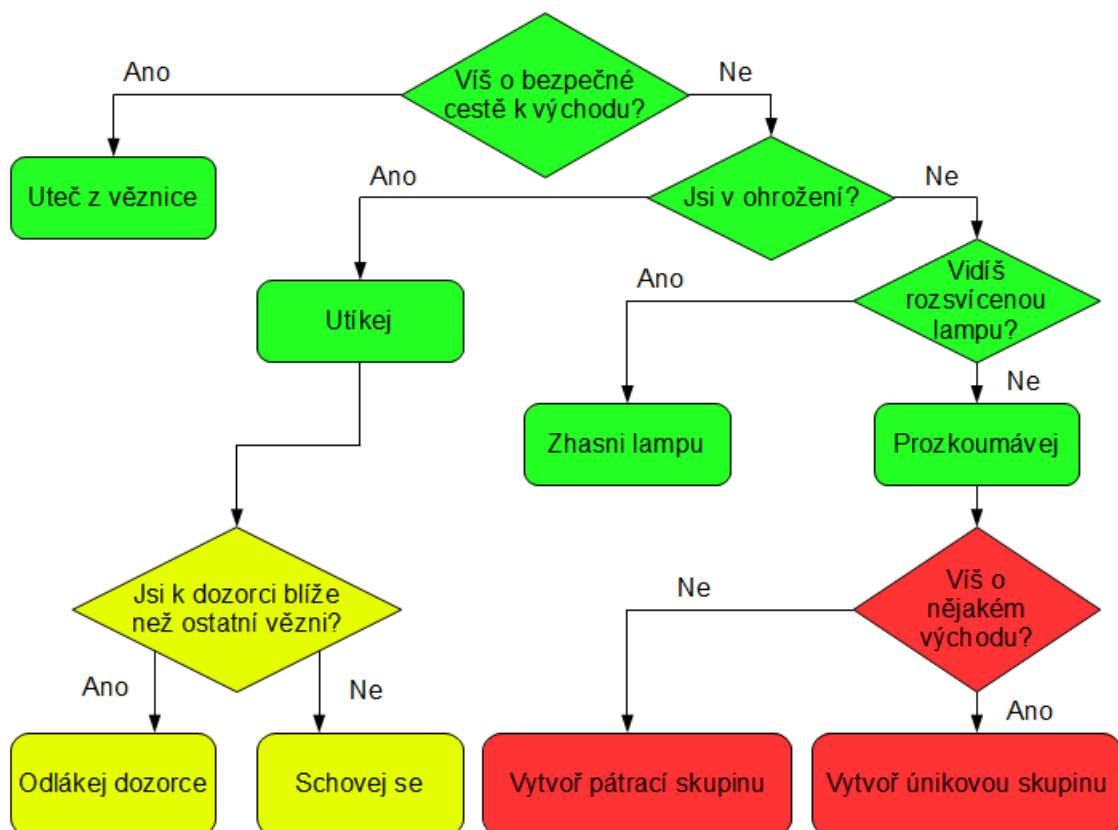 Ano
Víš o bezpečné
cestě k východu?
Ne
Uteč z věznice
Ano
Jsi v ohrožení?
Ne
Utíkej
Ano
Vidíš
rozsvícenou
lampu?
Ne
Zhasni lampu
Prozkoumávej
Jsi k dozorci blíže
než ostatní vězni?
Ne
Víš o
nějakém
východu?
Ano
Ne
Ano
Odlákej dozorce
Schovej se
Vytvoř pátrací skupinu
Vytvoř únikovou skupinu